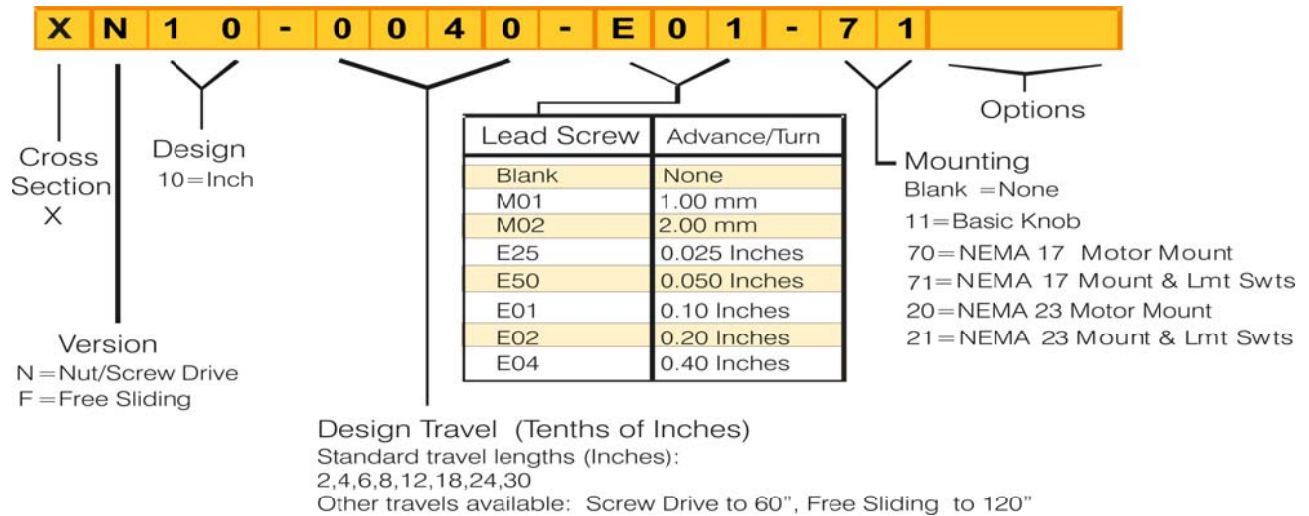 X N 1 0 - 0 0 4 0 - E 0 1 - 7 1
Cross
Section
X
Design
10=Inch
Version
N=Nut/Screw Drive
F=Free Sliding
Lead Screw Advance/Turn
Blank None
M01 1.00 mm
M02 2.00 mm
E25 0.025 Inches
E50 0.050 Inches
E01 0.10 Inches
E02 0.20 Inches
E04 0.40 Inches
Design Travel (Tenths of Inches)
Standard travel lengths (Inches):
2,4,6,8,12,18,24,30
Other travels available: Screw Drive to 60", Free Sliding to 120"
Options
Mounting
Blank =None
11=Basic Knob
70=NEMA 17 Motor Mount
71=NEMA 17 Mount & Lmt Swts
20=NEMA 23 Motor Mount
21=NEMA 23 Mount & Lmt Swts